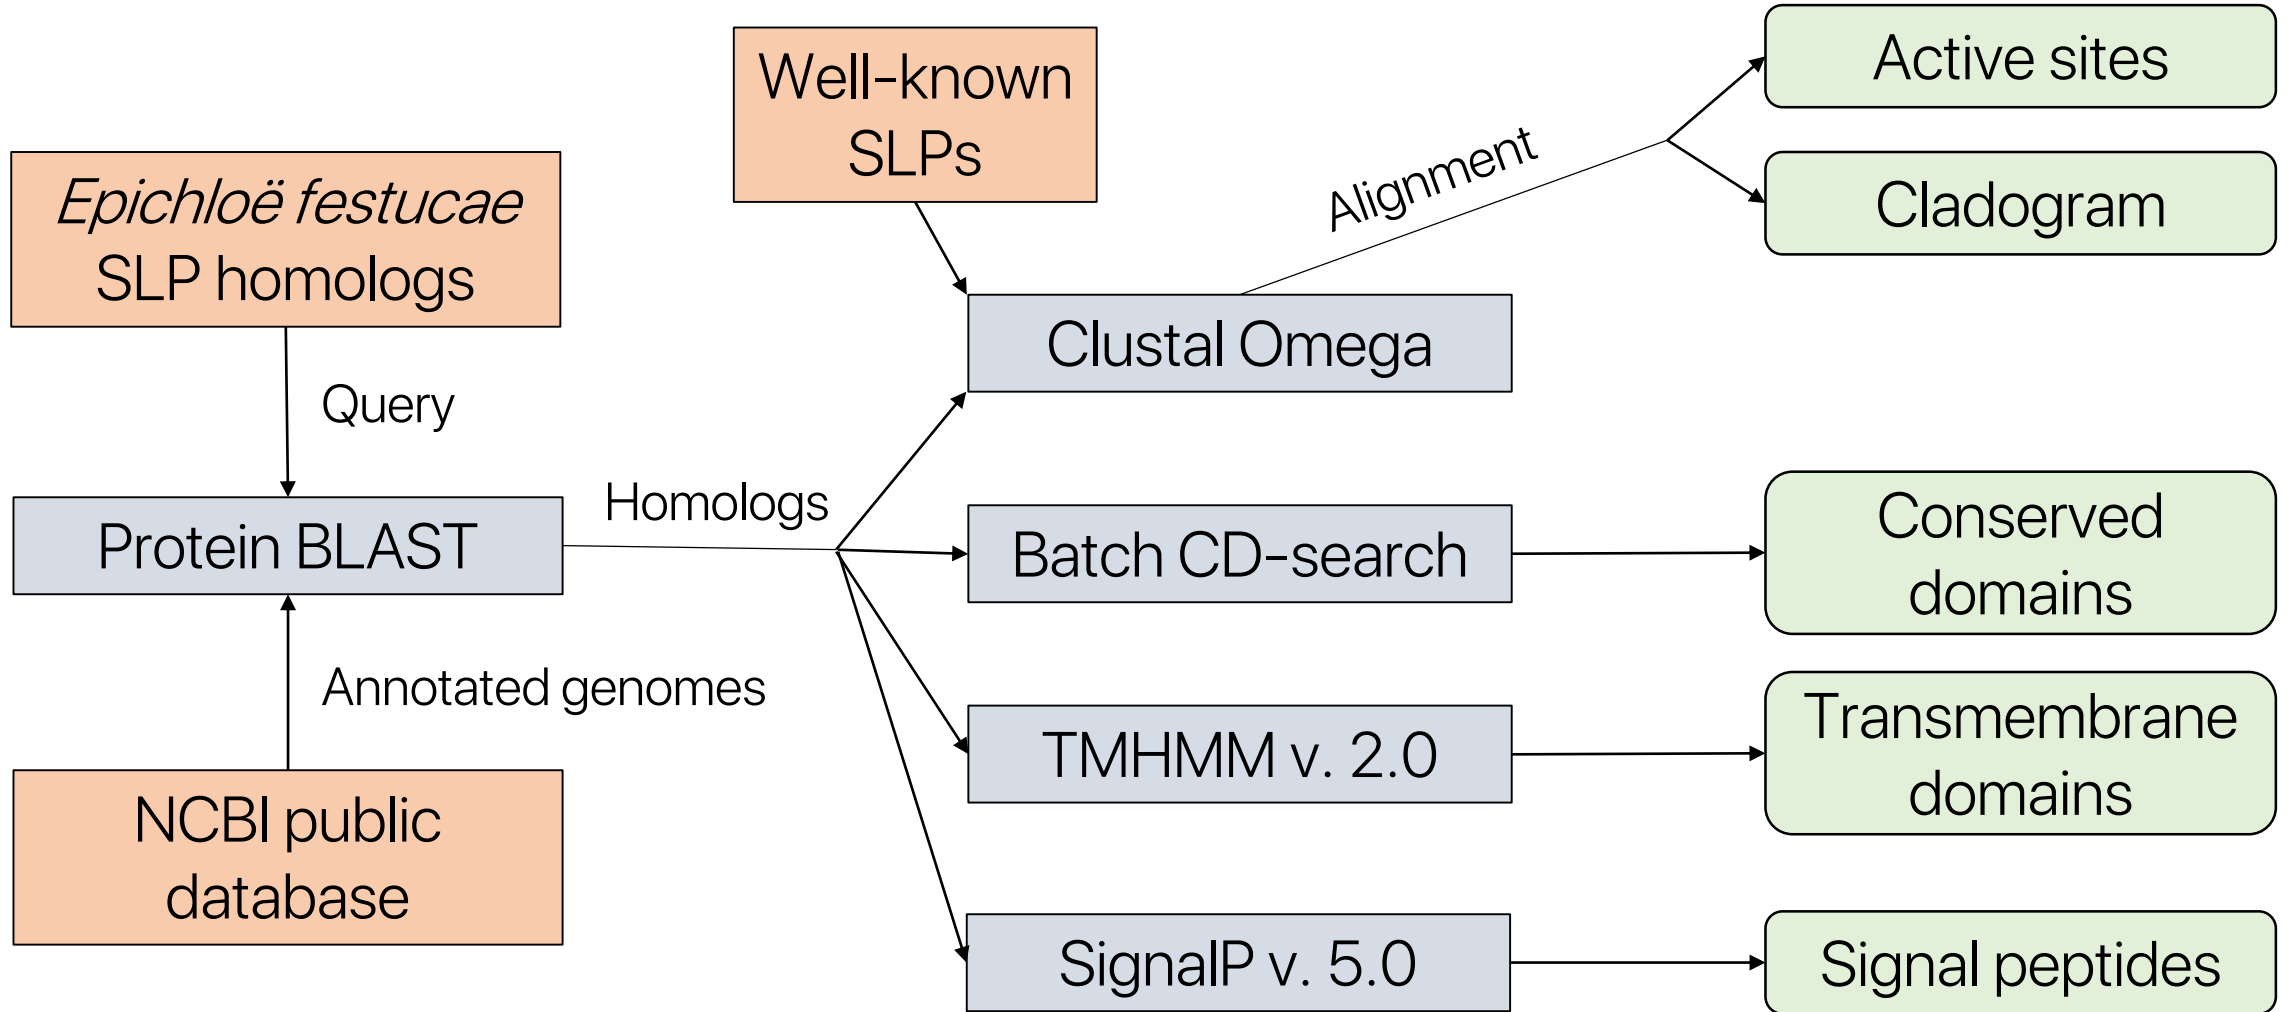 Well-known
SLPs
Active sites
Alignment
Cladogram
Epichloë festucae
SLP homologs
Query
Clustal Omega
Protein BLAST
Homologs
Batch CD-search
Conserved
domains
Annotated genomes
TMHMM v. 2.0
Transmembrane
domains
NCBI public
database
SignalP v. 5.0
Signal peptides